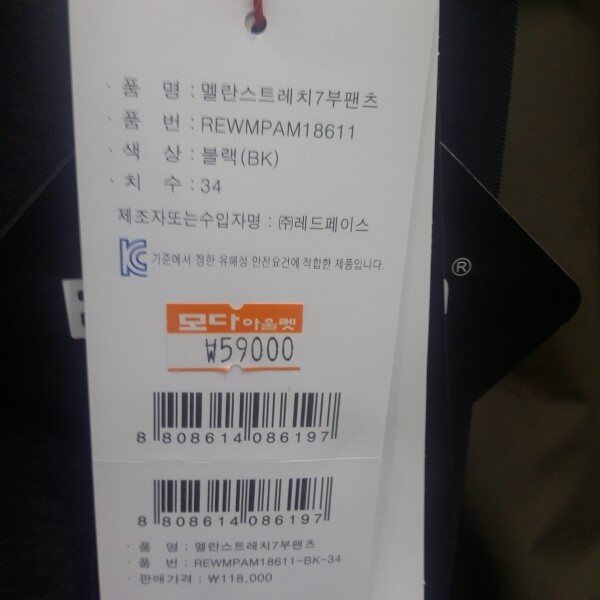 · 품 명 : 멜란스트레치7부팬츠
· 품 번 : REWMPAM18611
· 색 상 : 블랙(BK)
· 치 수 : 34
제조자또는수입자명 : ㈜레드페이스
기준에서 정한 유해성 안전요건에 적합한 제품입니다.
®
모다아울렛
₩59000
8 808614 086197
8 808614 086197
· 품 명 : 멜란스트레치7부팬츠
· 품 번 : REWMPAM18611-BK-34
· 판매가격 : ₩118,000